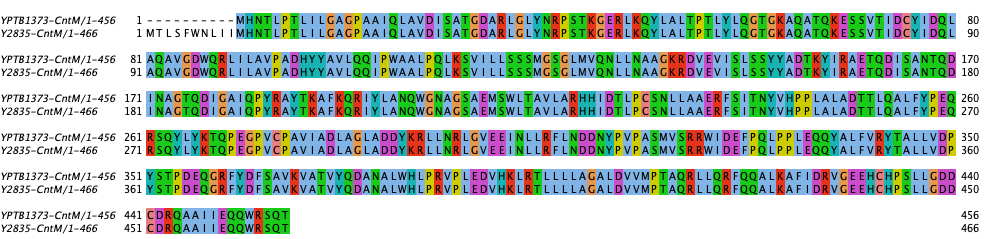 YPTB1373-CntM/1-456 1 ----------MHNTLPTLILGAGPAAIQLAVDISATGDARLGLYNRPSTKGERLKQYLALTPTLYLQGTGKAQATQKESSVTIDCYIDQL 80
Y2835-CntM/1-466 1 MTLSFWNLIIMHNTLPTLILGAGPAAIQLAVDISATGDARLGLYNRPSTKGERLKQYLALTPTLYLQGTGKAQATQKESSVTIDCYIDQL 90
YPTB1373-CntM/1-456 81 AQAVGDWQRLILAVPADHYYAVLQQIPWAALPQLKSVILLSSSMGSGLMVQNLLNAAGKRDVEVISLSSYYADTKYIRAETQDISANTQD 170
Y2835-CntM/1-466 91 AQAVGDWQRLILAVPADHYYAVLQQIPWAALPQLKSVILLSSSMGSGLMVQNLLNAAGKRDVEVISLSSYYADTKYIRAETQDISANTQD 180
YPTB1373-CntM/1-456 171 INAGTQDIGAIQPYRAYTKAFKQRIYLANQWGNAGSAEMSWLTAVLARHHIDTLPCSNLLAAERFSITNYVHPPLALADTTLQALFYPEQ 260
Y2835-CntM/1-466 181 INAGTQDIGAIQPYRAYTKAFKQRIYLANQWGNAGSAEMSWLTAVLARHHIDTLPCSNLLAAERFSITNYVHPPLALADTTLQALFYPEQ 270
YPTB1373-CntM/1-456 261 RSQYLYKTQPEGPVCPAVIADLAGLADDYKRLLNRLGVEEINLLRFLNDDNYPVPASMVSRRWIDEFPQLPPLEQQYALFVRYTALLVDP 350
Y2835-CntM/1-466 271 RSQYLYKTQPEGPVCPAVIADLAGLADDYKRLLNRLGVEEINLLRFLNDDNYPVPASMVSRRWIDEFPQLPPLEQQYALFVRYTALLVDP 360
YPTB1373-CntM/1-456 351 YSTPDEQGRFYDFSAVKVATVYQDANALWHLPRVPLEDVHKLRTLLLLAGALDVVMPTAQRLLQRFQQALKAFIDRVGEEHCHPSLLGDD 440
Y2835-CntM/1-466 361 YSTPDEQGRFYDFSAVKVATVYQDANALWHLPRVPLEDVHKLRTLLLLAGALDVVMPTAQRLLQRFQQALKAFIDRVGEEHCHPSLLGDD 450
YPTB1373-CntM/1-456 441 CDRQAAIIEQQWRSQT 456
Y2835-CntM/1-466 451 CDRQAAIIEQQWRSQT 466